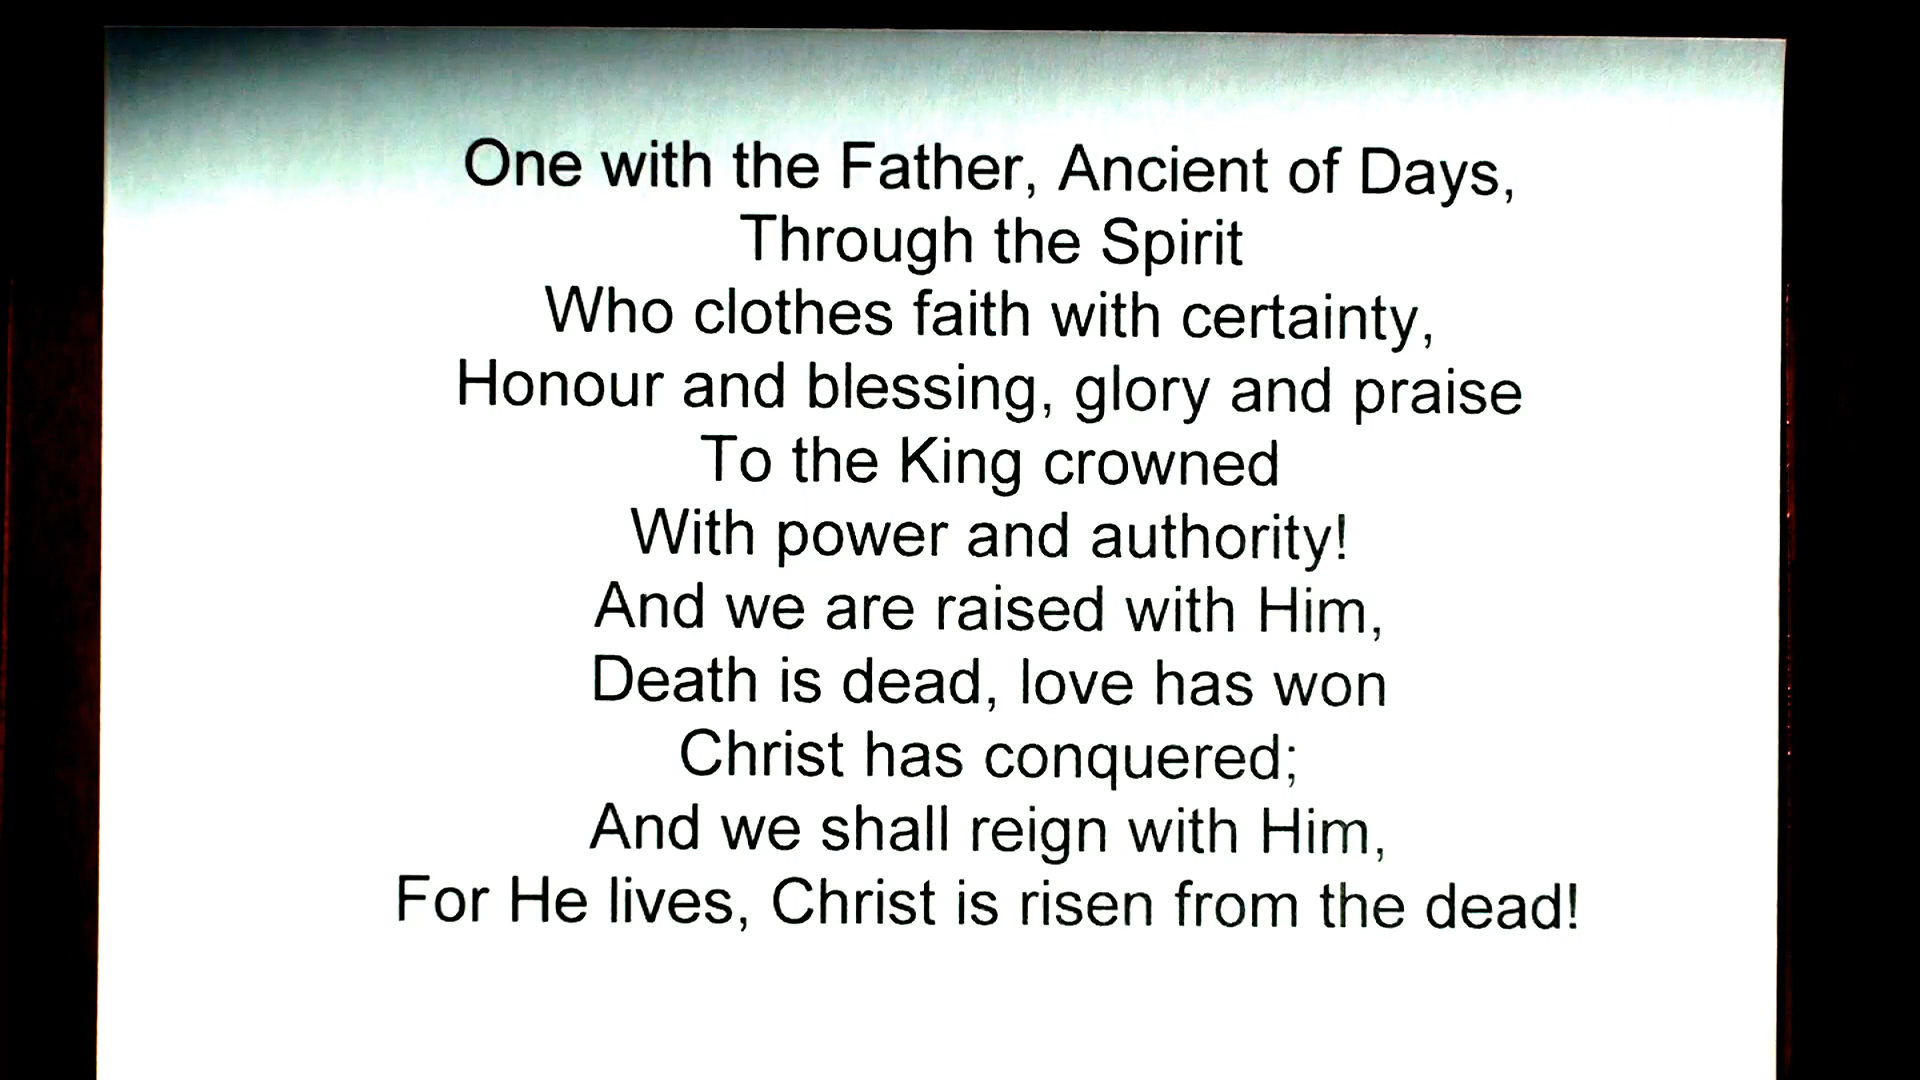 One with the Father, Ancient of Days,
Through the Spirit
Who clothes faith with certainty,
Honour and blessing, glory and praise
To the King crowned
With power and authority!
And we are raised with Him,
Death is dead, love has won
Christ has conquered;
And we shall reign with Him,
For He lives, Christ is risen from the dead!